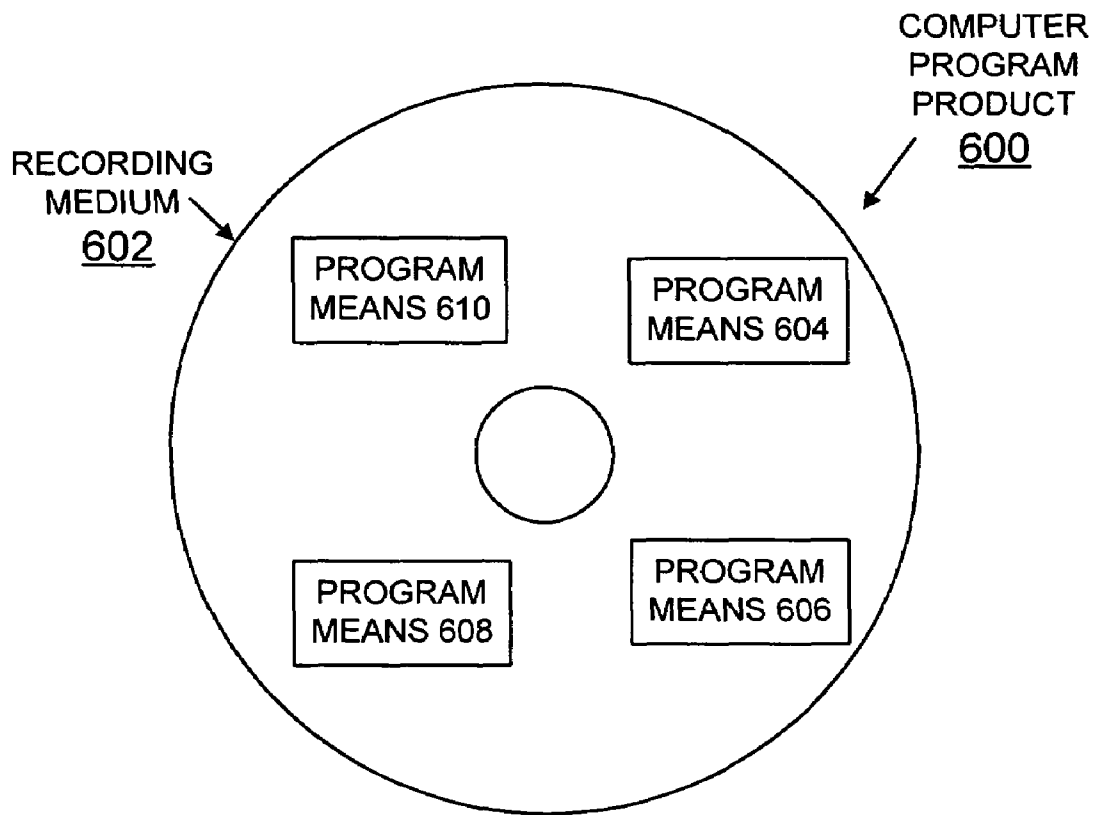 COMPUTER
PROGRAM
PRODUCT
600
RECORDING
MEDIUM
602
PROGRAM
MEANS 610
PROGRAM
MEANS 604
PROGRAM
MEANS 608
PROGRAM
MEANS 606